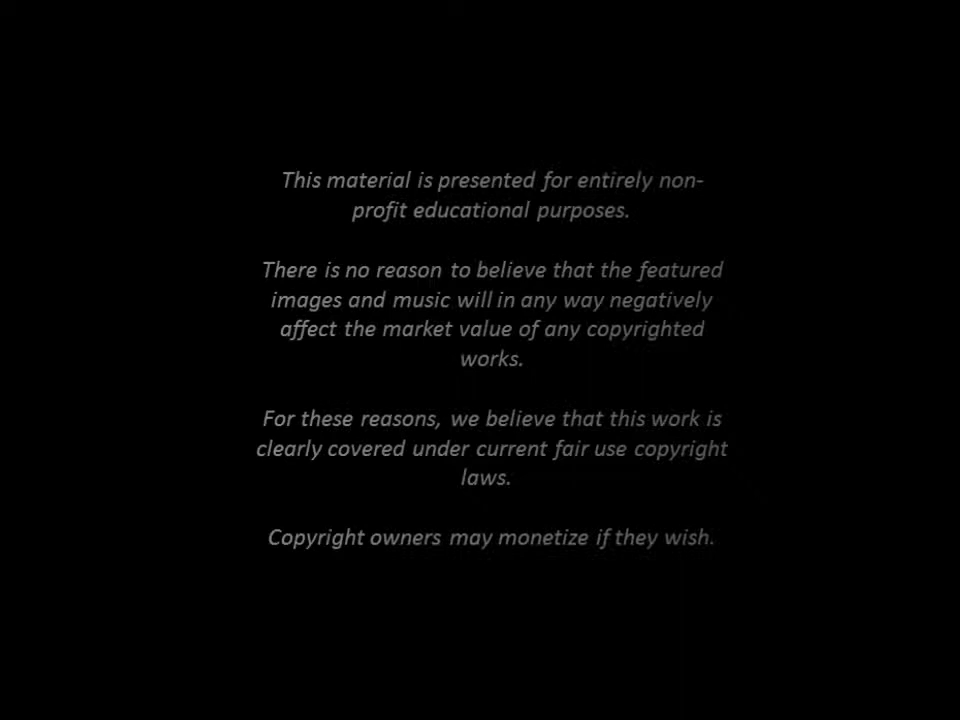 This material is presented for entirely non-
profit educational purposes.
There is no reason to believe that the featured
images and music will in any way negatively
affect the market value of any copyrighted
works.
For these reasons, we believe that this work is
clearly covered under current fair use copyright
laws.
Copyright owners may monetize if they wish.